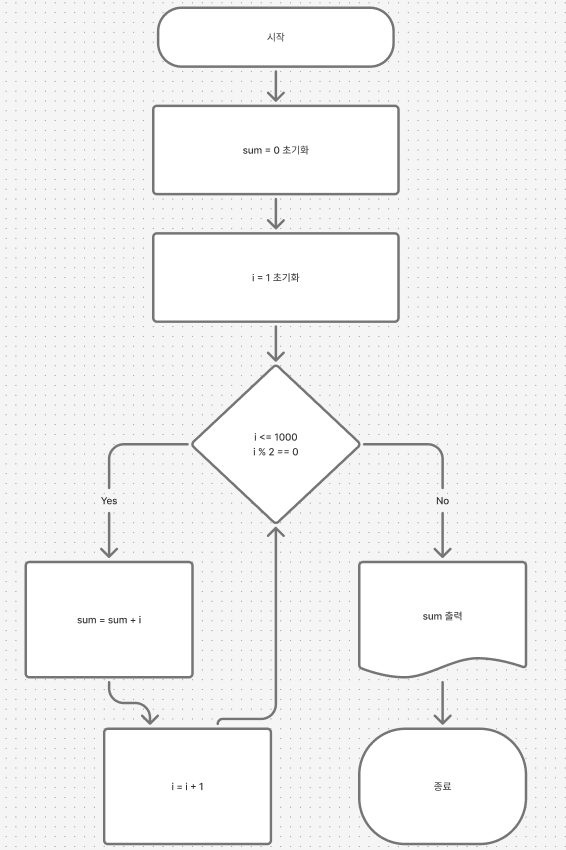 시작
sum = 0 초기화
i = 1 초기화
i <= 1000
i % 2 == 0
Yes
No
sum = sum + i
sum 출력
i = i + 1
종료